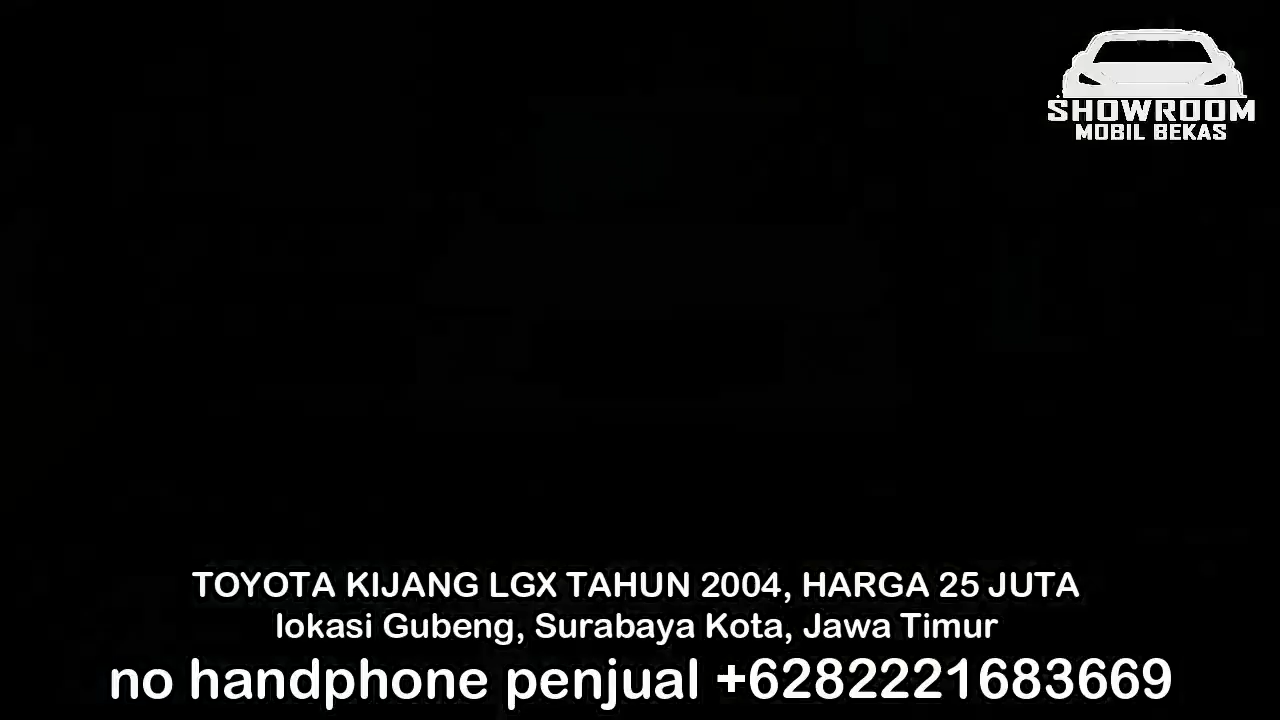 SHOWROOM
MOBIL BEKAS
TOYOTA KIJANG LGX TAHUN 2004, HARGA 25 JUTA
lokasi Gubeng, Surabaya Kota, Jawa Timur
no handphone penjual +6282221683669